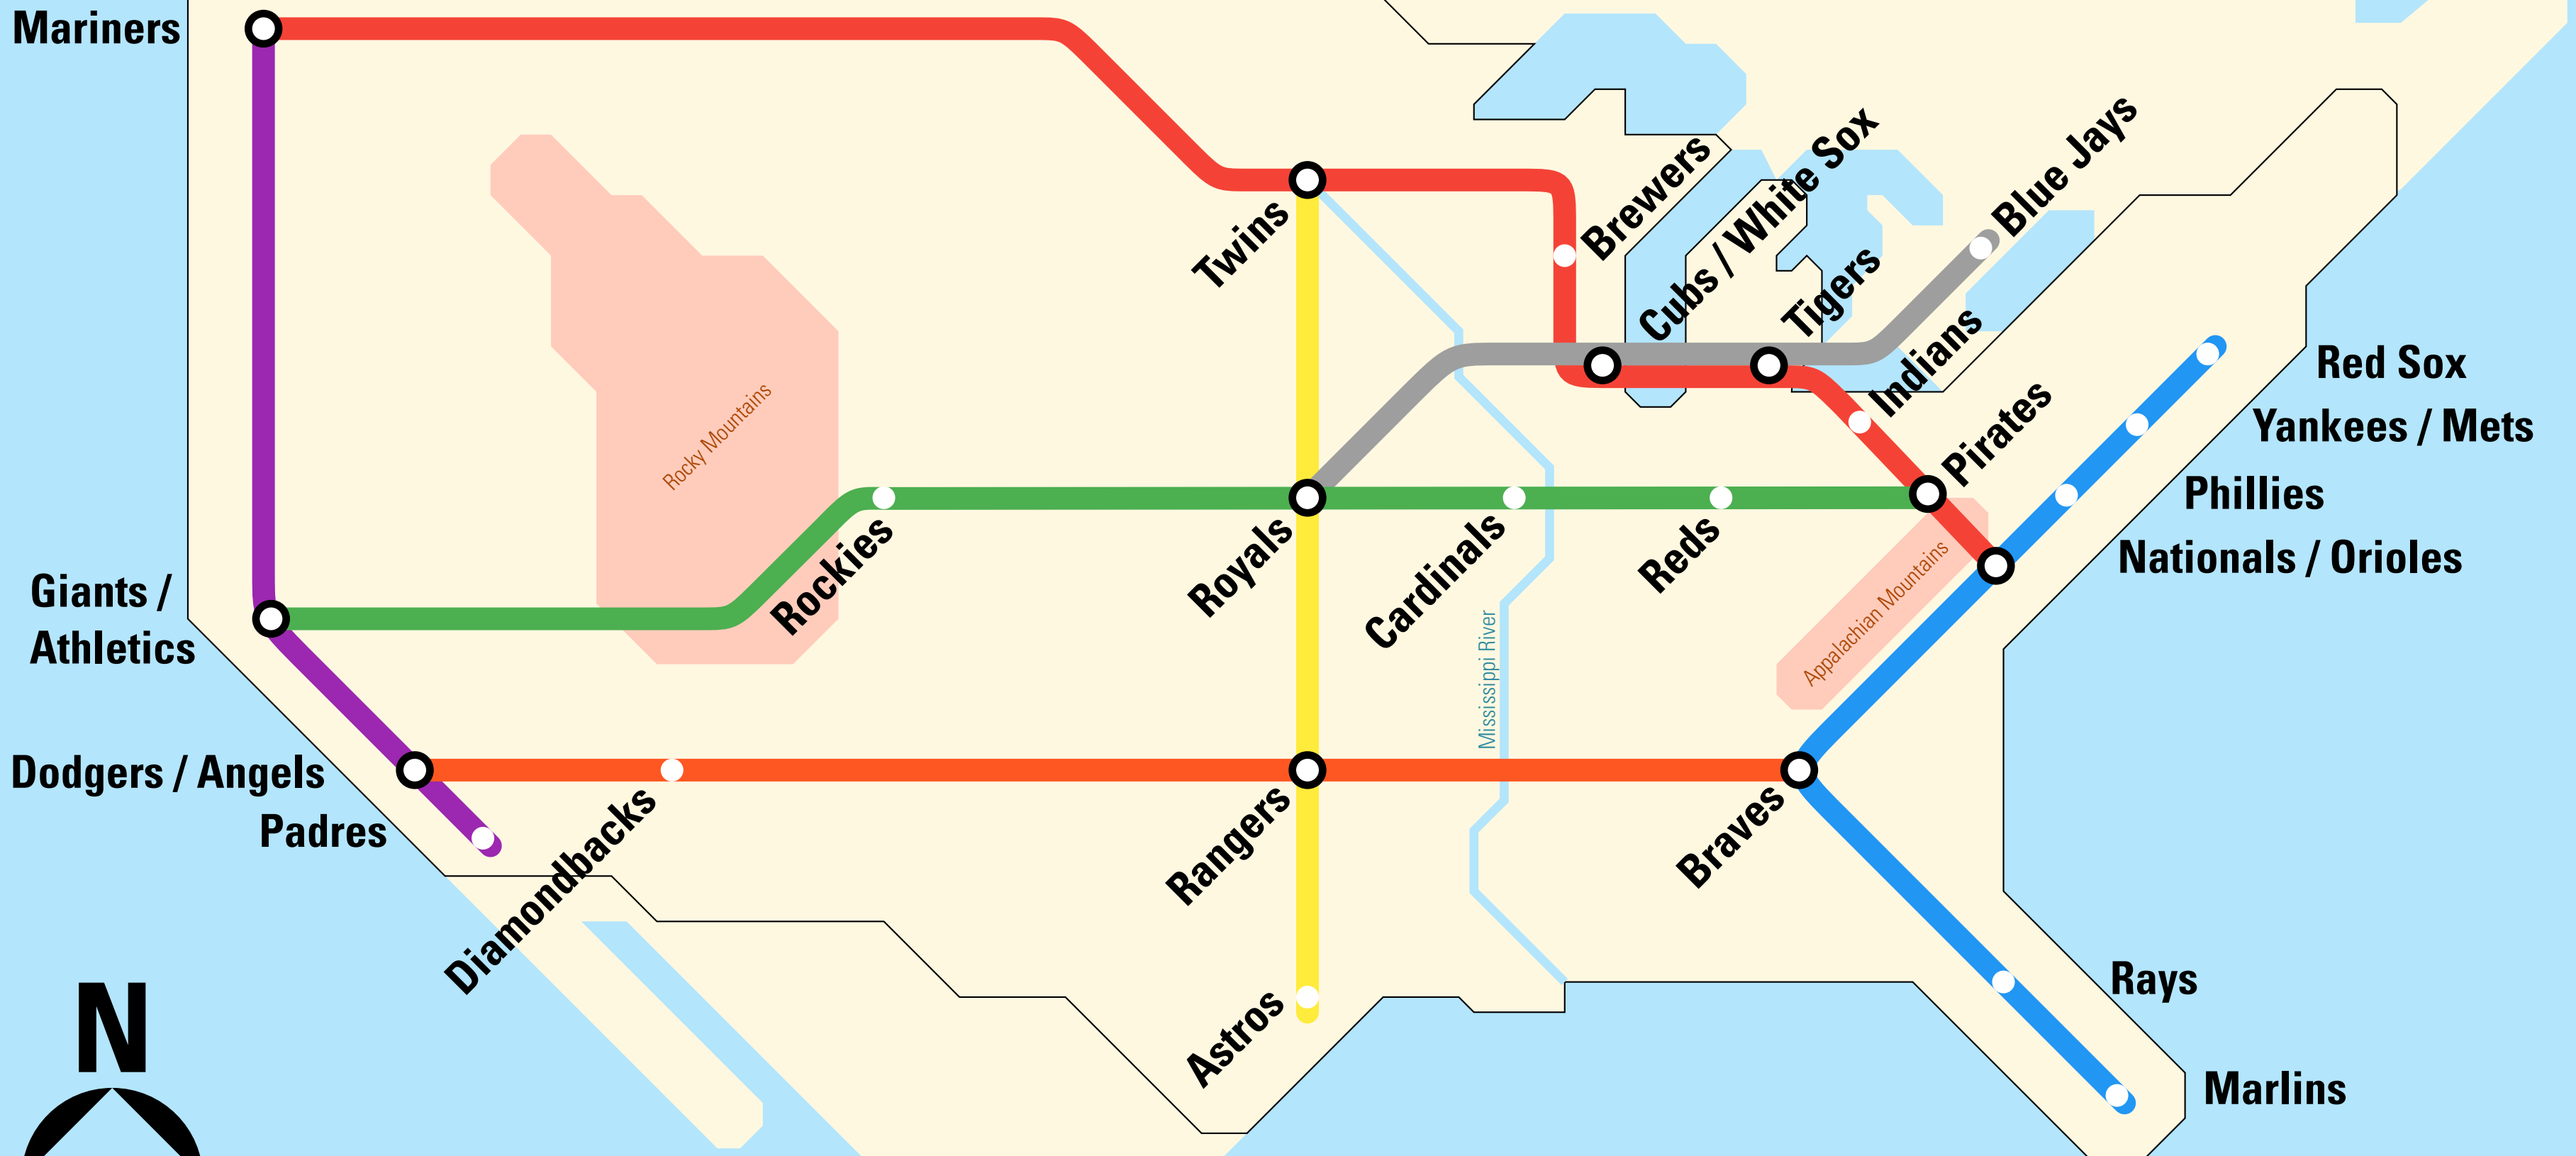 Mariners
Twins
Brewers
Cubs / White Sox
Tigers
Blue Jays
Indians
Pirates
Red Sox
Yankees / Mets
Phillies
Nationals / Orioles
Rocky Mountains
Giants /
Athletics
Rockies
Royals
Cardinals
Reds
Appalachian Mountains
Mississippi River
Dodgers / Angels
Padres
Diamondbacks
Rangers
Braves
Astros
Rays
Marlins
N